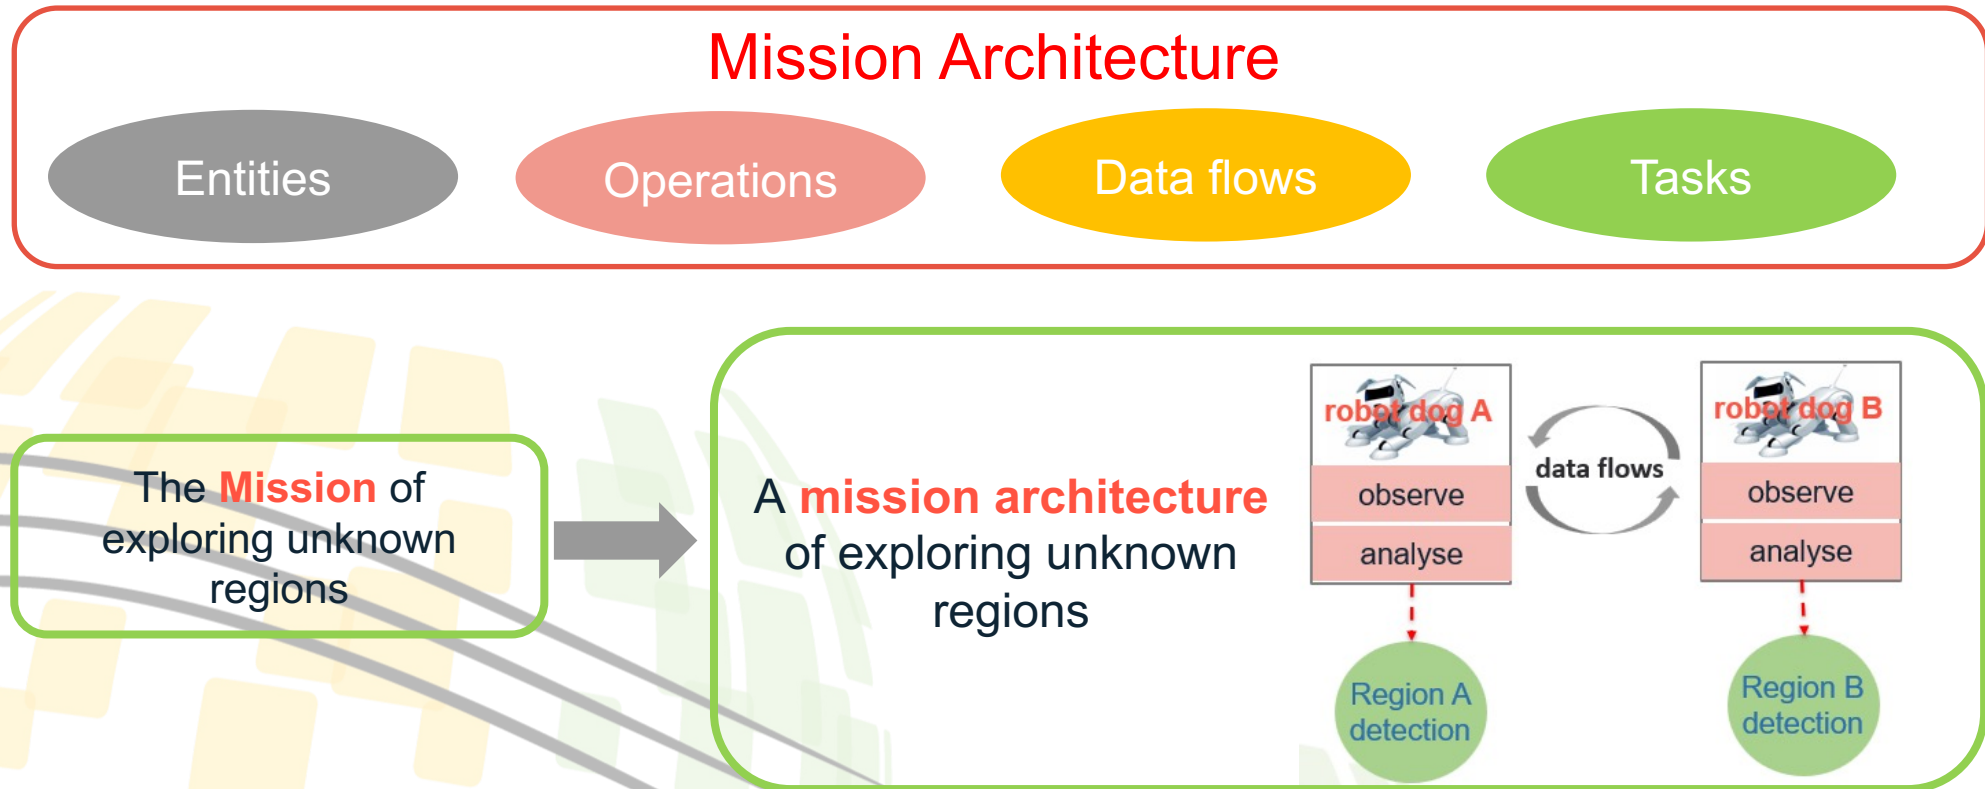 Mission Architecture
Entities
Operations
Data flows
Tasks
The Mission of
exploring unknown
regions
A mission architecture
of exploring unknown
regions
robot dog A
observe
analyse
Region A
detection
data flows
robot dog B
observe
analyse
Region B
detection